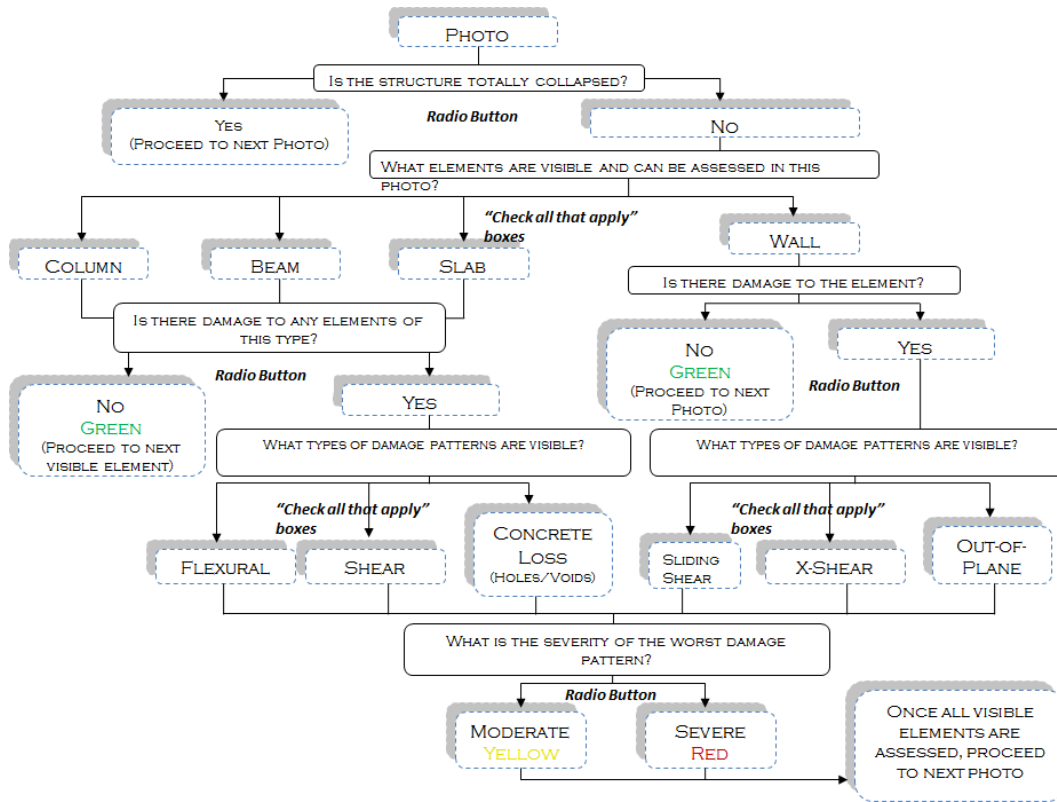 PHOTO
IS THE STRUCTURE TOTALLY COLLAPSED?
Radio Button
YES
(PROCEED TO NEXT PHOTO)
NO
WHAT ELEMENTS ARE VISIBLE AND CAN BE ASSESSED IN THIS
PHOTO?
“Check all that apply”
boxes
COLUMN
BEAM
SLAB
WALL
IS THERE DAMAGE TO ANY ELEMENTS OF
THIS TYPE?
IS THERE DAMAGE TO THE ELEMENT?
Radio Button
NO
GREEN
(PROCEED TO NEXT
VISIBLE ELEMENT)
YES
NO
GREEN
(PROCEED TO NEXT
PHOTO)
YES
Radio Button
WHAT TYPES OF DAMAGE PATTERNS ARE VISIBLE?
WHAT TYPES OF DAMAGE PATTERNS ARE VISIBLE?
“Check all that apply”
boxes
“Check all that apply”
boxes
FLEXURAL
SHEAR
CONCRETE
LOSS
(HOLES/VOIDS)
SLIDING
SHEAR
X-SHEAR
OUT-OF-
PLANE
WHAT IS THE SEVERITY OF THE WORST DAMAGE
PATTERN?
Radio Button
MODERATE
YELLOW
SEVERE
RED
ONCE ALL VISIBLE
ELEMENTS ARE
ASSESSED, PROCEED
TO NEXT PHOTO